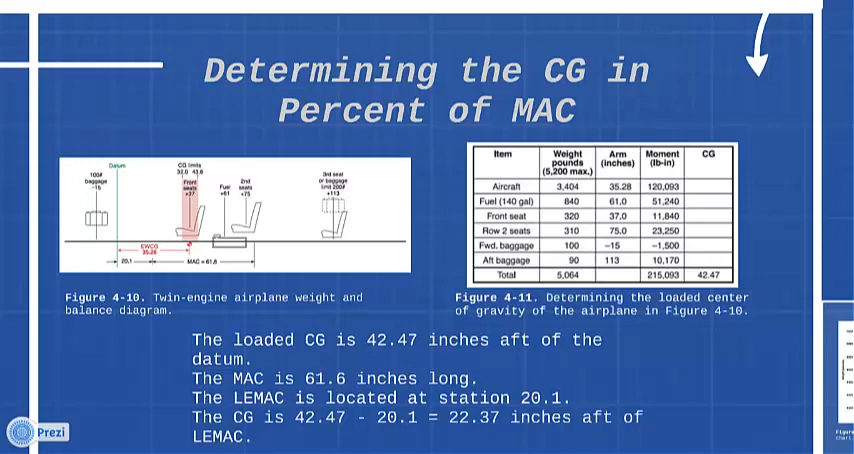 Determining the CG in
Percent of MAC
Datum
CG limits
100#
baggage
-15
Front
seats
+37
Fuel
+61
2nd
seats
+75
3rd seat
or baggage
limit 200#
+113
EWCG
35.28
20.1
MAC = 61.6
Figure 4-10. Twin-engine airplane weight and
balance diagram.
Item Weight pounds (5,200 max.) Arm (inches) Moment (lb-in) CG
Aircraft 3,404 35.28 120,093
Fuel (140 gal) 840 61.0 51,240
Front seat 320 37.0 11,840
Row 2 seats 310 75.0 23,250
Fwd. baggage 100 -15 -1,500
Aft baggage 90 113 10,170
Total 5,064 215,093 42.47
Figure 4-11. Determining the loaded center
of gravity of the airplane in Figure 4-10.
The loaded CG is 42.47 inches aft of the
datum.
The MAC is 61.6 inches long.
The LEMAC is located at station 20.1.
The CG is 42.47 - 20.1 = 22.37 inches aft of
LEMAC.
Prezi